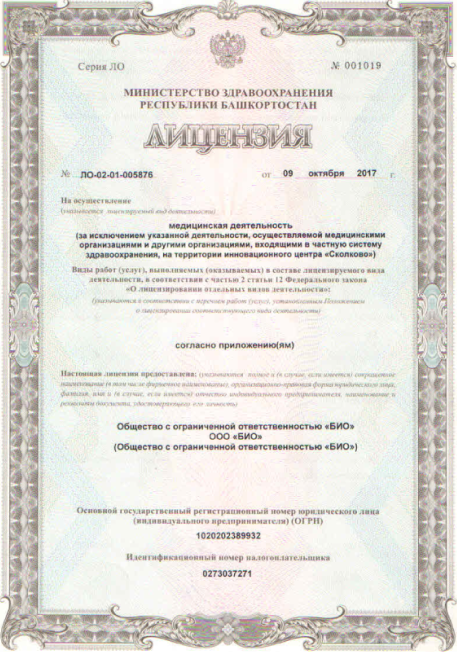 Серия ЛО
№ 001019
МИНИСТЕРСТВО ЗДРАВООХРАНЕНИЯ
РЕСПУБЛИКИ БАШКОРТОСТАН
ЛИЦЕНЗИЯ
№ ЛО-02-01-005876 от 09 октября 2017 г.
На осуществление
(указывается лицензируемый вид деятельности)
медицинская деятельность
(за исключением указанной деятельности, осуществляемой медицинскими
организациями и другими организациями, входящими в частную систему
здравоохранения, на территории инновационного центра «Сколково»)
Виды работ (услуг), выполняемых (оказываемых) в составе лицензируемого вида
деятельности, в соответствии с частью 2 статьи 12 Федерального закона
«О лицензировании отдельных видов деятельности»:
(указываются в соответствии с перечнем работ (услуг), установленным Положением
о лицензировании соответствующего вида деятельности)
согласно приложению(ям)
Настоящая лицензия предоставлена: (указываются полное и (в случае, если имеется) сокращенное
наименование (в том числе фирменное наименование), организационно-правовая форма юридического лица,
фамилия, имя и (в случае, если имеется) отчество индивидуального предпринимателя, наименование и
реквизиты документа, удостоверяющего его личность)
Общество с ограниченной ответственностью «БИО»
ООО «БИО»
(Общество с ограниченной ответственностью «БИО»)
Основной государственный регистрационный номер юридического лица
(индивидуального предпринимателя) (ОГРН)
1020202389932
Идентификационный номер налогоплательщика
0273037271